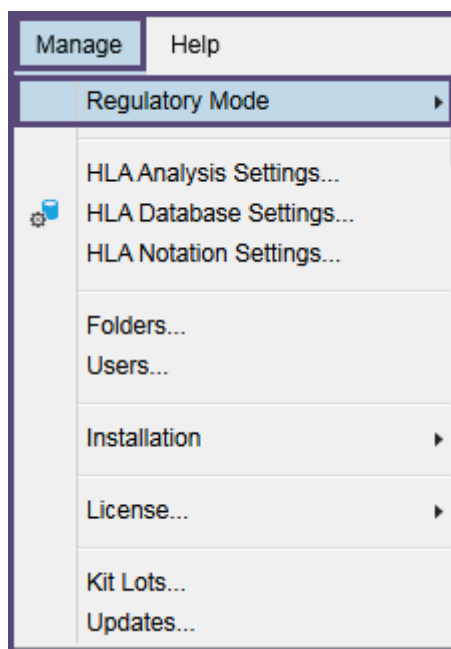 Manage Help
Regulatory Mode
HLA Analysis Settings...
HLA Database Settings...
HLA Notation Settings...
Folders...
Users...
Installation
License...
Kit Lots...
Updates...